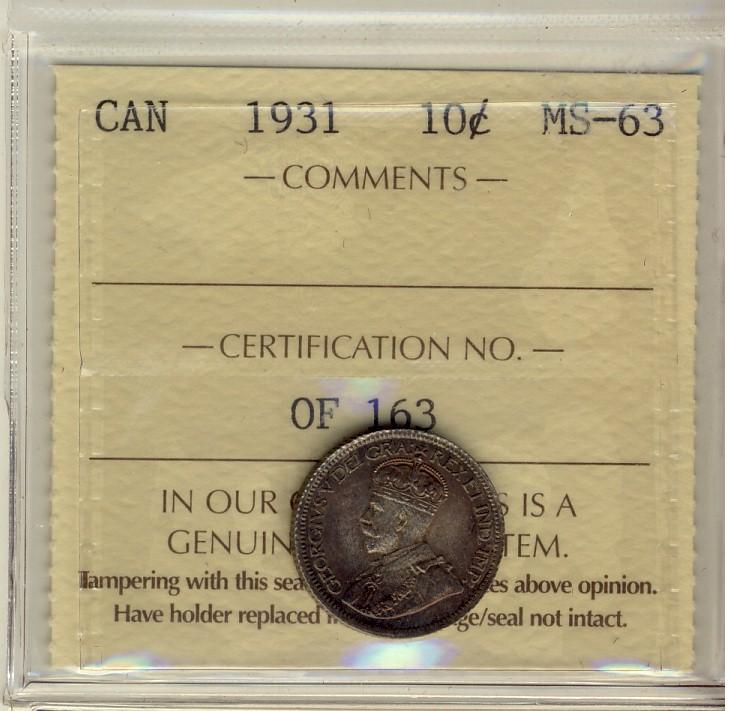 CAN 1931 10¢ MS-63
— COMMENTS —
— CERTIFICATION NO. —
OF 163
IN OUR S IS A
GENUIN TEM.
Tampering with this sea es above opinion.
Have holder replaced ge/seal not intact.
GEORGIVS V DEI GRA: REX ET IND: IMP: